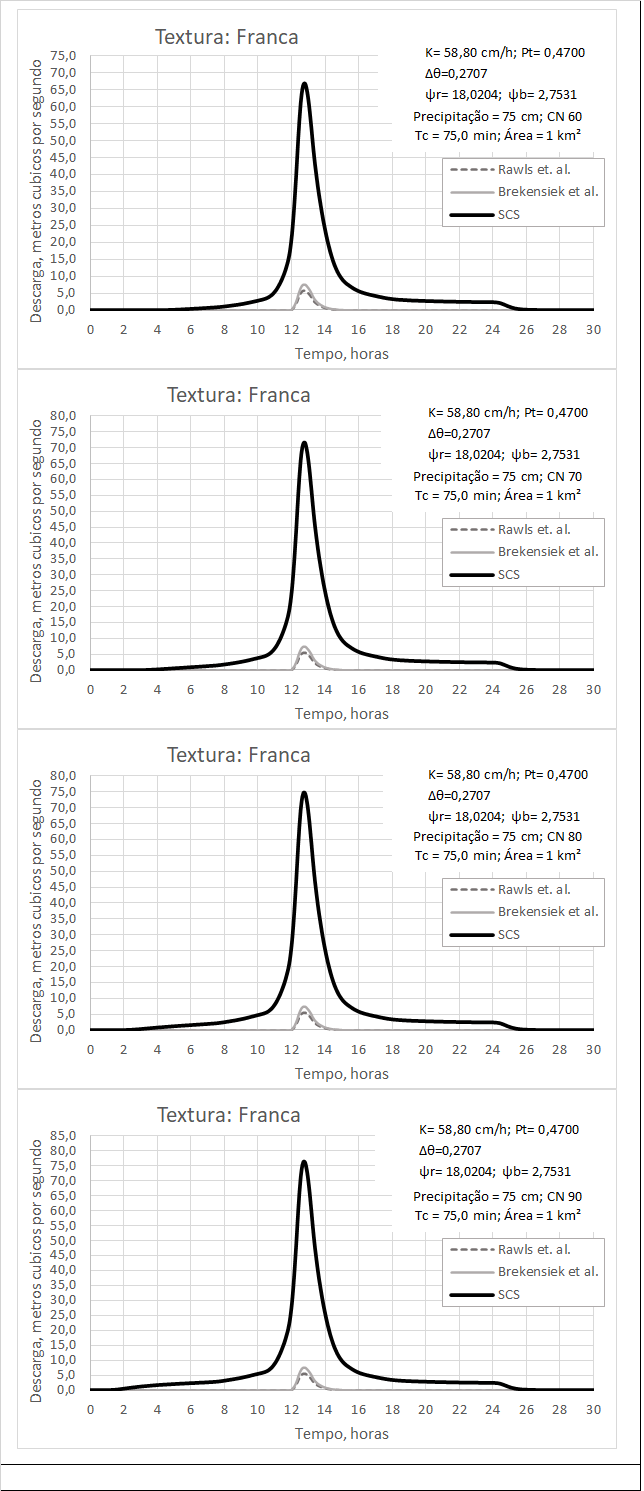 Textura: Franca
K= 58,80 cm/h; Pt= 0,4700
Δθ=0,2707
ψr= 18,0204; ψb= 2,7531
Precipitação = 75 cm; CN 60
Tc = 75,0 min; Área = 1 km²
Rawls et. al.
Brekensiek et al.
SCS
Descarga, metros cubicos por segundo
75,0
70,0
65,0
60,0
55,0
50,0
45,0
40,0
35,0
30,0
25,0
20,0
15,0
10,0
5,0
0,0
0 2 4 6 8 10 12 14 16 18 20 22 24 26 28 30
Tempo, horas
Textura: Franca
K= 58,80 cm/h; Pt= 0,4700
Δθ=0,2707
ψr= 18,0204; ψb= 2,7531
Precipitação = 75 cm; CN 70
Tc = 75,0 min; Área = 1 km²
Rawls et. al.
Brekensiek et al.
SCS
Descarga, metros cubicos por segundo
80,0
75,0
70,0
65,0
60,0
55,0
50,0
45,0
40,0
35,0
30,0
25,0
20,0
15,0
10,0
5,0
0,0
0 2 4 6 8 10 12 14 16 18 20 22 24 26 28 30
Tempo, horas
Textura: Franca
K= 58,80 cm/h; Pt= 0,4700
Δθ=0,2707
ψr= 18,0204; ψb= 2,7531
Precipitação = 75 cm; CN 80
Tc = 75,0 min; Área = 1 km²
Rawls et. al.
Brekensiek et al.
SCS
Descarga, metros cubicos por segundo
80,0
75,0
70,0
65,0
60,0
55,0
50,0
45,0
40,0
35,0
30,0
25,0
20,0
15,0
10,0
5,0
0,0
0 2 4 6 8 10 12 14 16 18 20 22 24 26 28 30
Tempo, horas
Textura: Franca
K= 58,80 cm/h; Pt= 0,4700
Δθ=0,2707
ψr= 18,0204; ψb= 2,7531
Precipitação = 75 cm; CN 90
Tc = 75,0 min; Área = 1 km²
Rawls et. al.
Brekensiek et al.
SCS
Descarga, metros cubicos por segundo
85,0
80,0
75,0
70,0
65,0
60,0
55,0
50,0
45,0
40,0
35,0
30,0
25,0
20,0
15,0
10,0
5,0
0,0
0 2 4 6 8 10 12 14 16 18 20 22 24 26 28 30
Tempo, horas